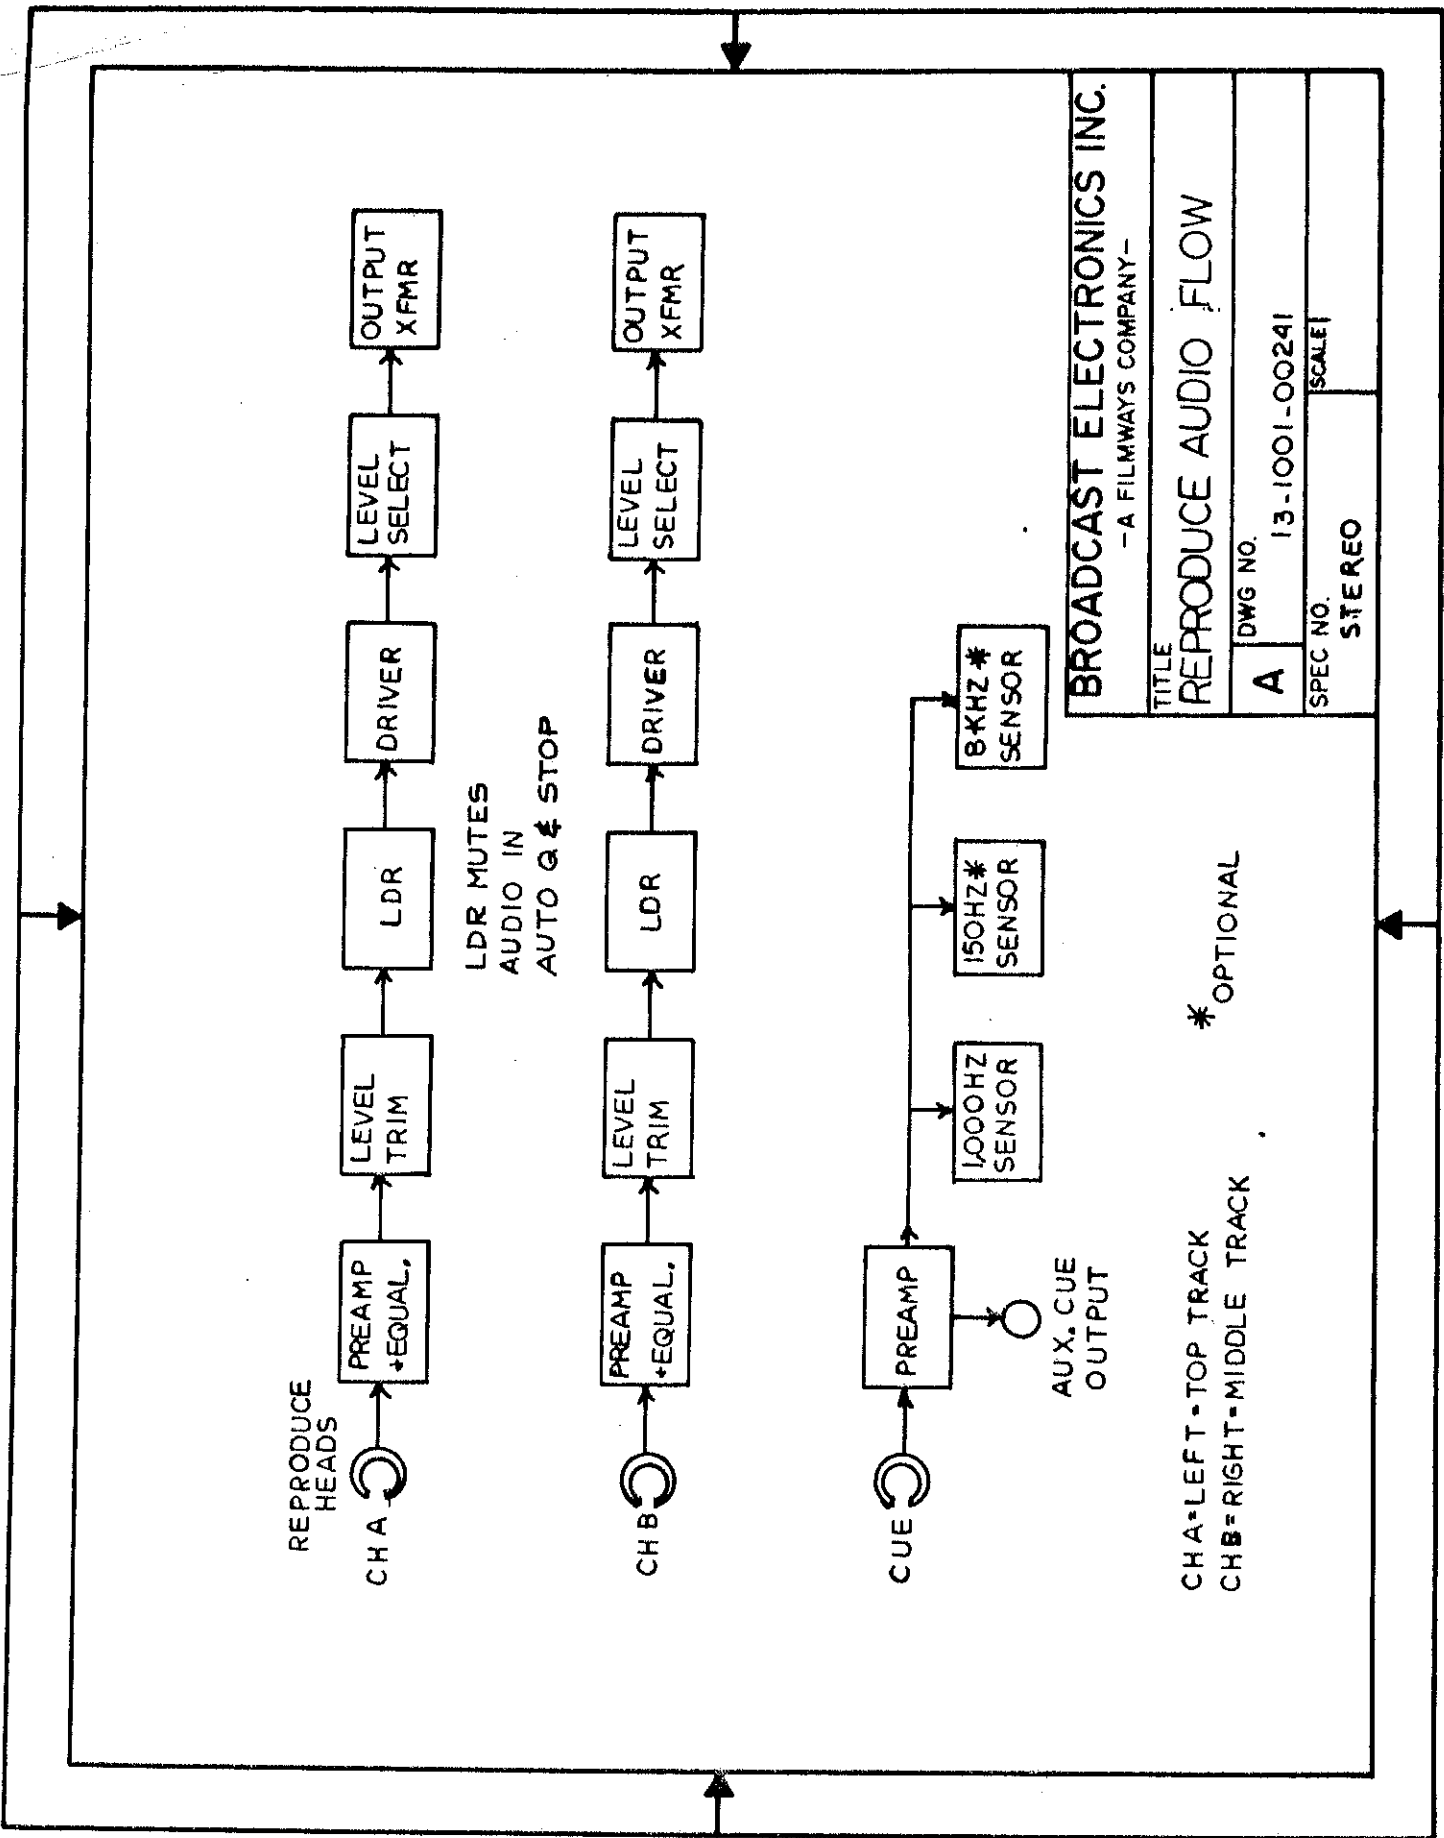 REPRODUCE
HEADS
CH A
PREAMP
+EQUAL.
LEVEL
TRIM
LDR
DRIVER
LEVEL
SELECT
OUTPUT
XFMR
LDR MUTES
AUDIO IN
AUTO Q & STOP
CH B
PREAMP
+EQUAL.
LEVEL
TRIM
LDR
DRIVER
LEVEL
SELECT
OUTPUT
XFMR
CUE
PREAMP
AUX. CUE
OUTPUT
1,000HZ
SENSOR
150HZ*
SENSOR
8KHZ*
SENSOR
CH A=LEFT=TOP TRACK
CH B=RIGHT=MIDDLE TRACK
* OPTIONAL
BROADCAST ELECTRONICS INC.
-A FILMWAYS COMPANY-
TITLE
REPRODUCE AUDIO FLOW
A
DWG NO.
13-1001-00241
SPEC NO.
STEREO
SCALE